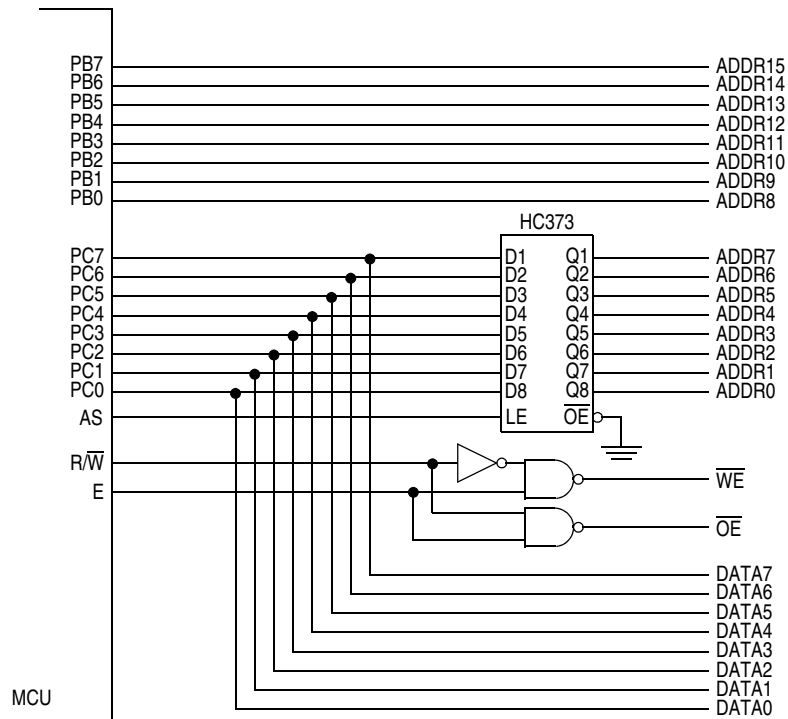 PB7 ADDR15
PB6 ADDR14
PB5 ADDR13
PB4 ADDR12
PB3 ADDR11
PB2 ADDR10
PB1 ADDR9
PB0 ADDR8
HC373
PC7 D1 Q1 ADDR7
PC6 D2 Q2 ADDR6
PC5 D3 Q3 ADDR5
PC4 D4 Q4 ADDR4
PC3 D5 Q5 ADDR3
PC2 D6 Q6 ADDR2
PC1 D7 Q7 ADDR1
PC0 D8 Q8 ADDR0
AS LE O̅E̅
R/W̅
W̅E̅
E
O̅E̅
DATA7
DATA6
DATA5
DATA4
DATA3
DATA2
DATA1
MCU
DATA0